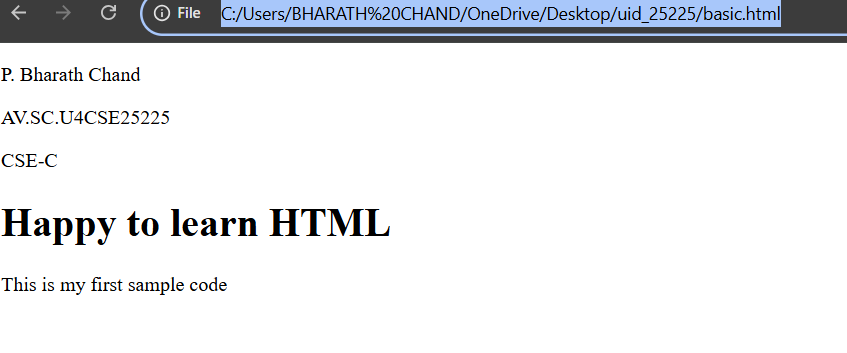 File C:/Users/BHARATH%20CHAND/OneDrive/Desktop/uid_25225/basic.html
P. Bharath Chand
AV.SC.U4CSE25225
CSE-C
Happy to learn HTML
This is my first sample code